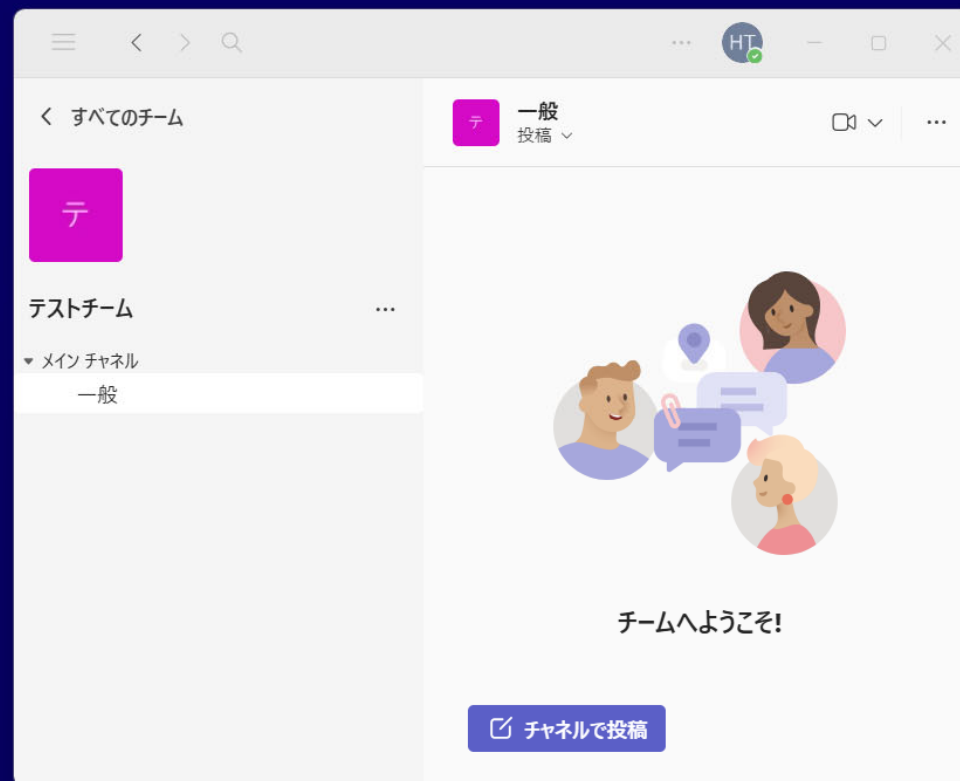 HT
すべてのチーム
テ
テストチーム
メイン チャネル
一般
テ
一般
投稿
チームへようこそ!
チャネルで投稿